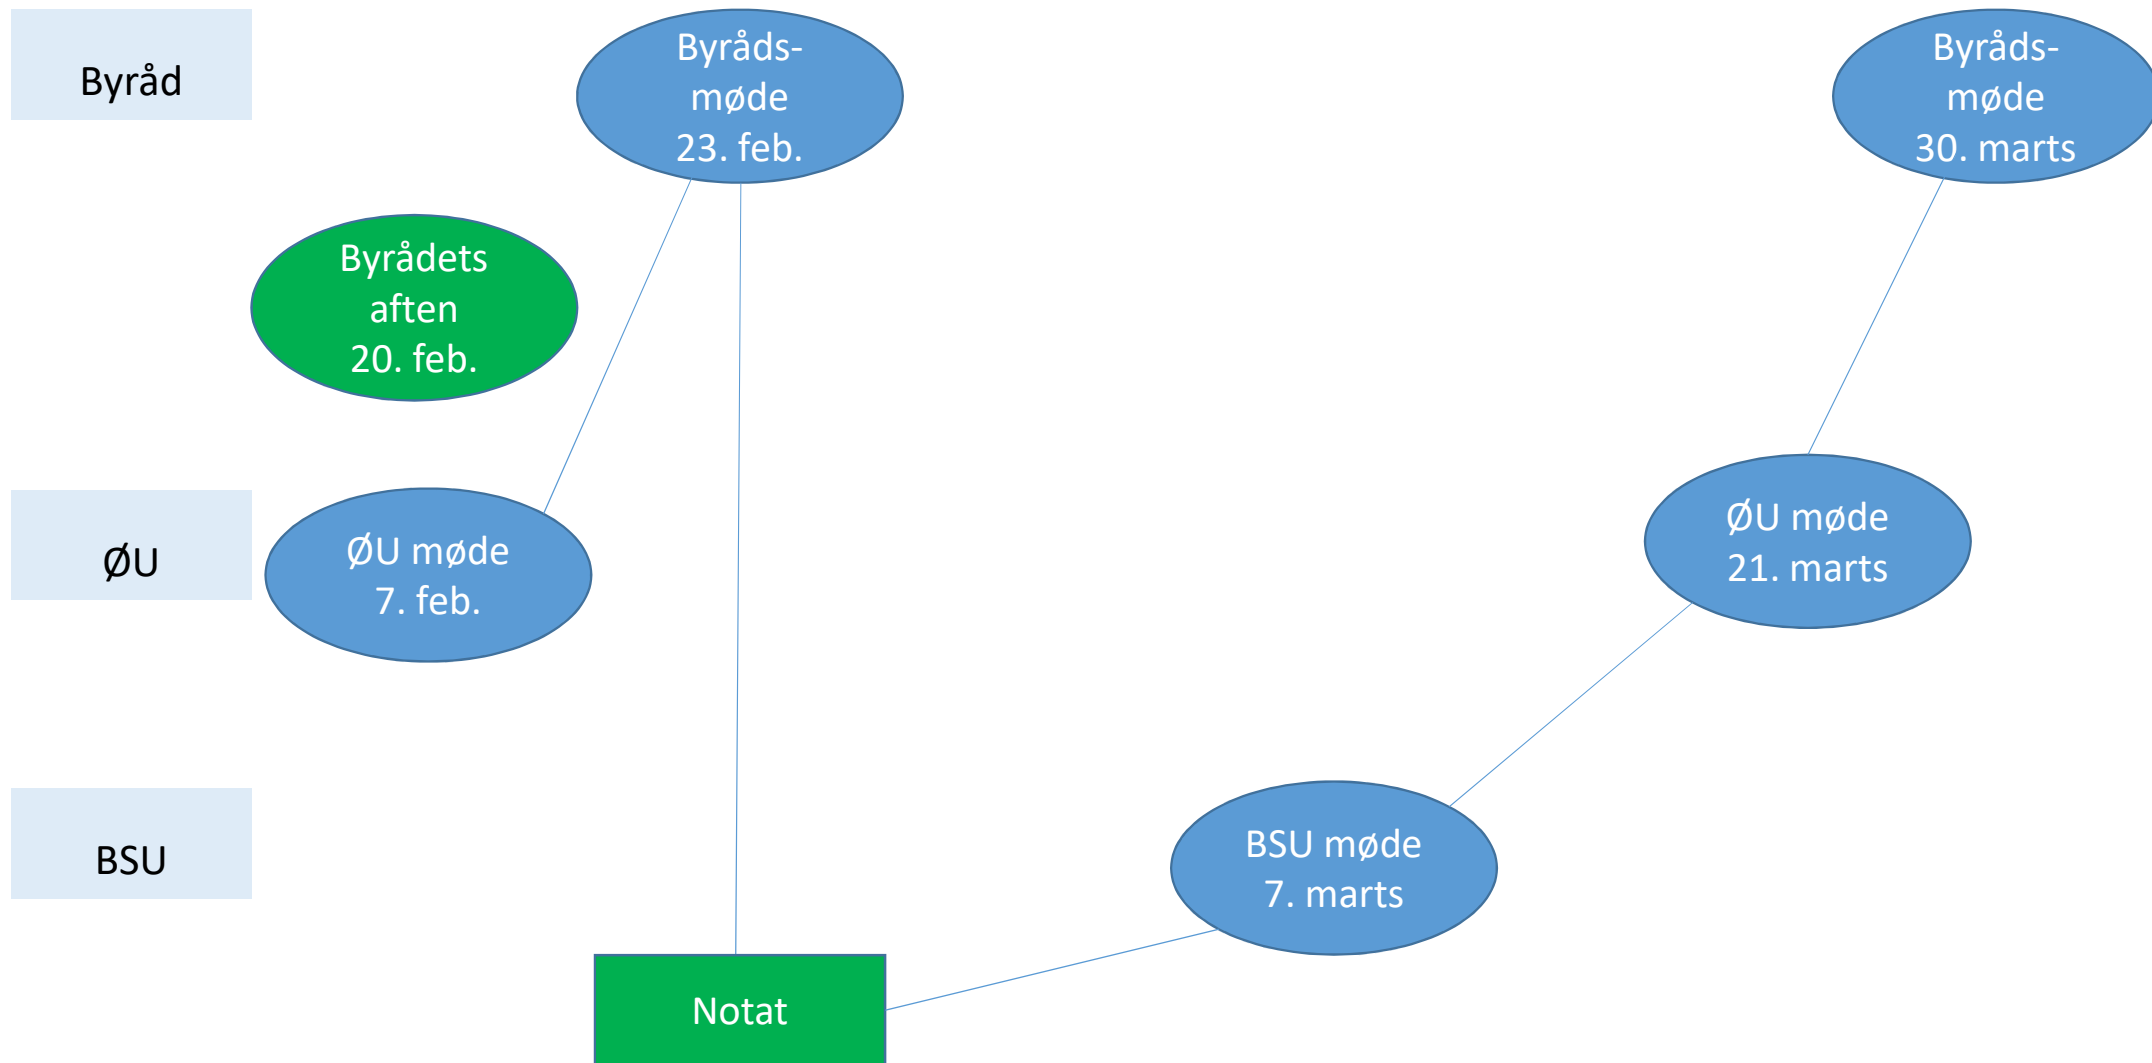 Byråd
Byråds-
møde
23. feb.
Byråds-
møde
30. marts
Byrådets
aften
20. feb.
ØU
ØU møde
7. feb.
ØU møde
21. marts
BSU
BSU møde
7. marts
Notat